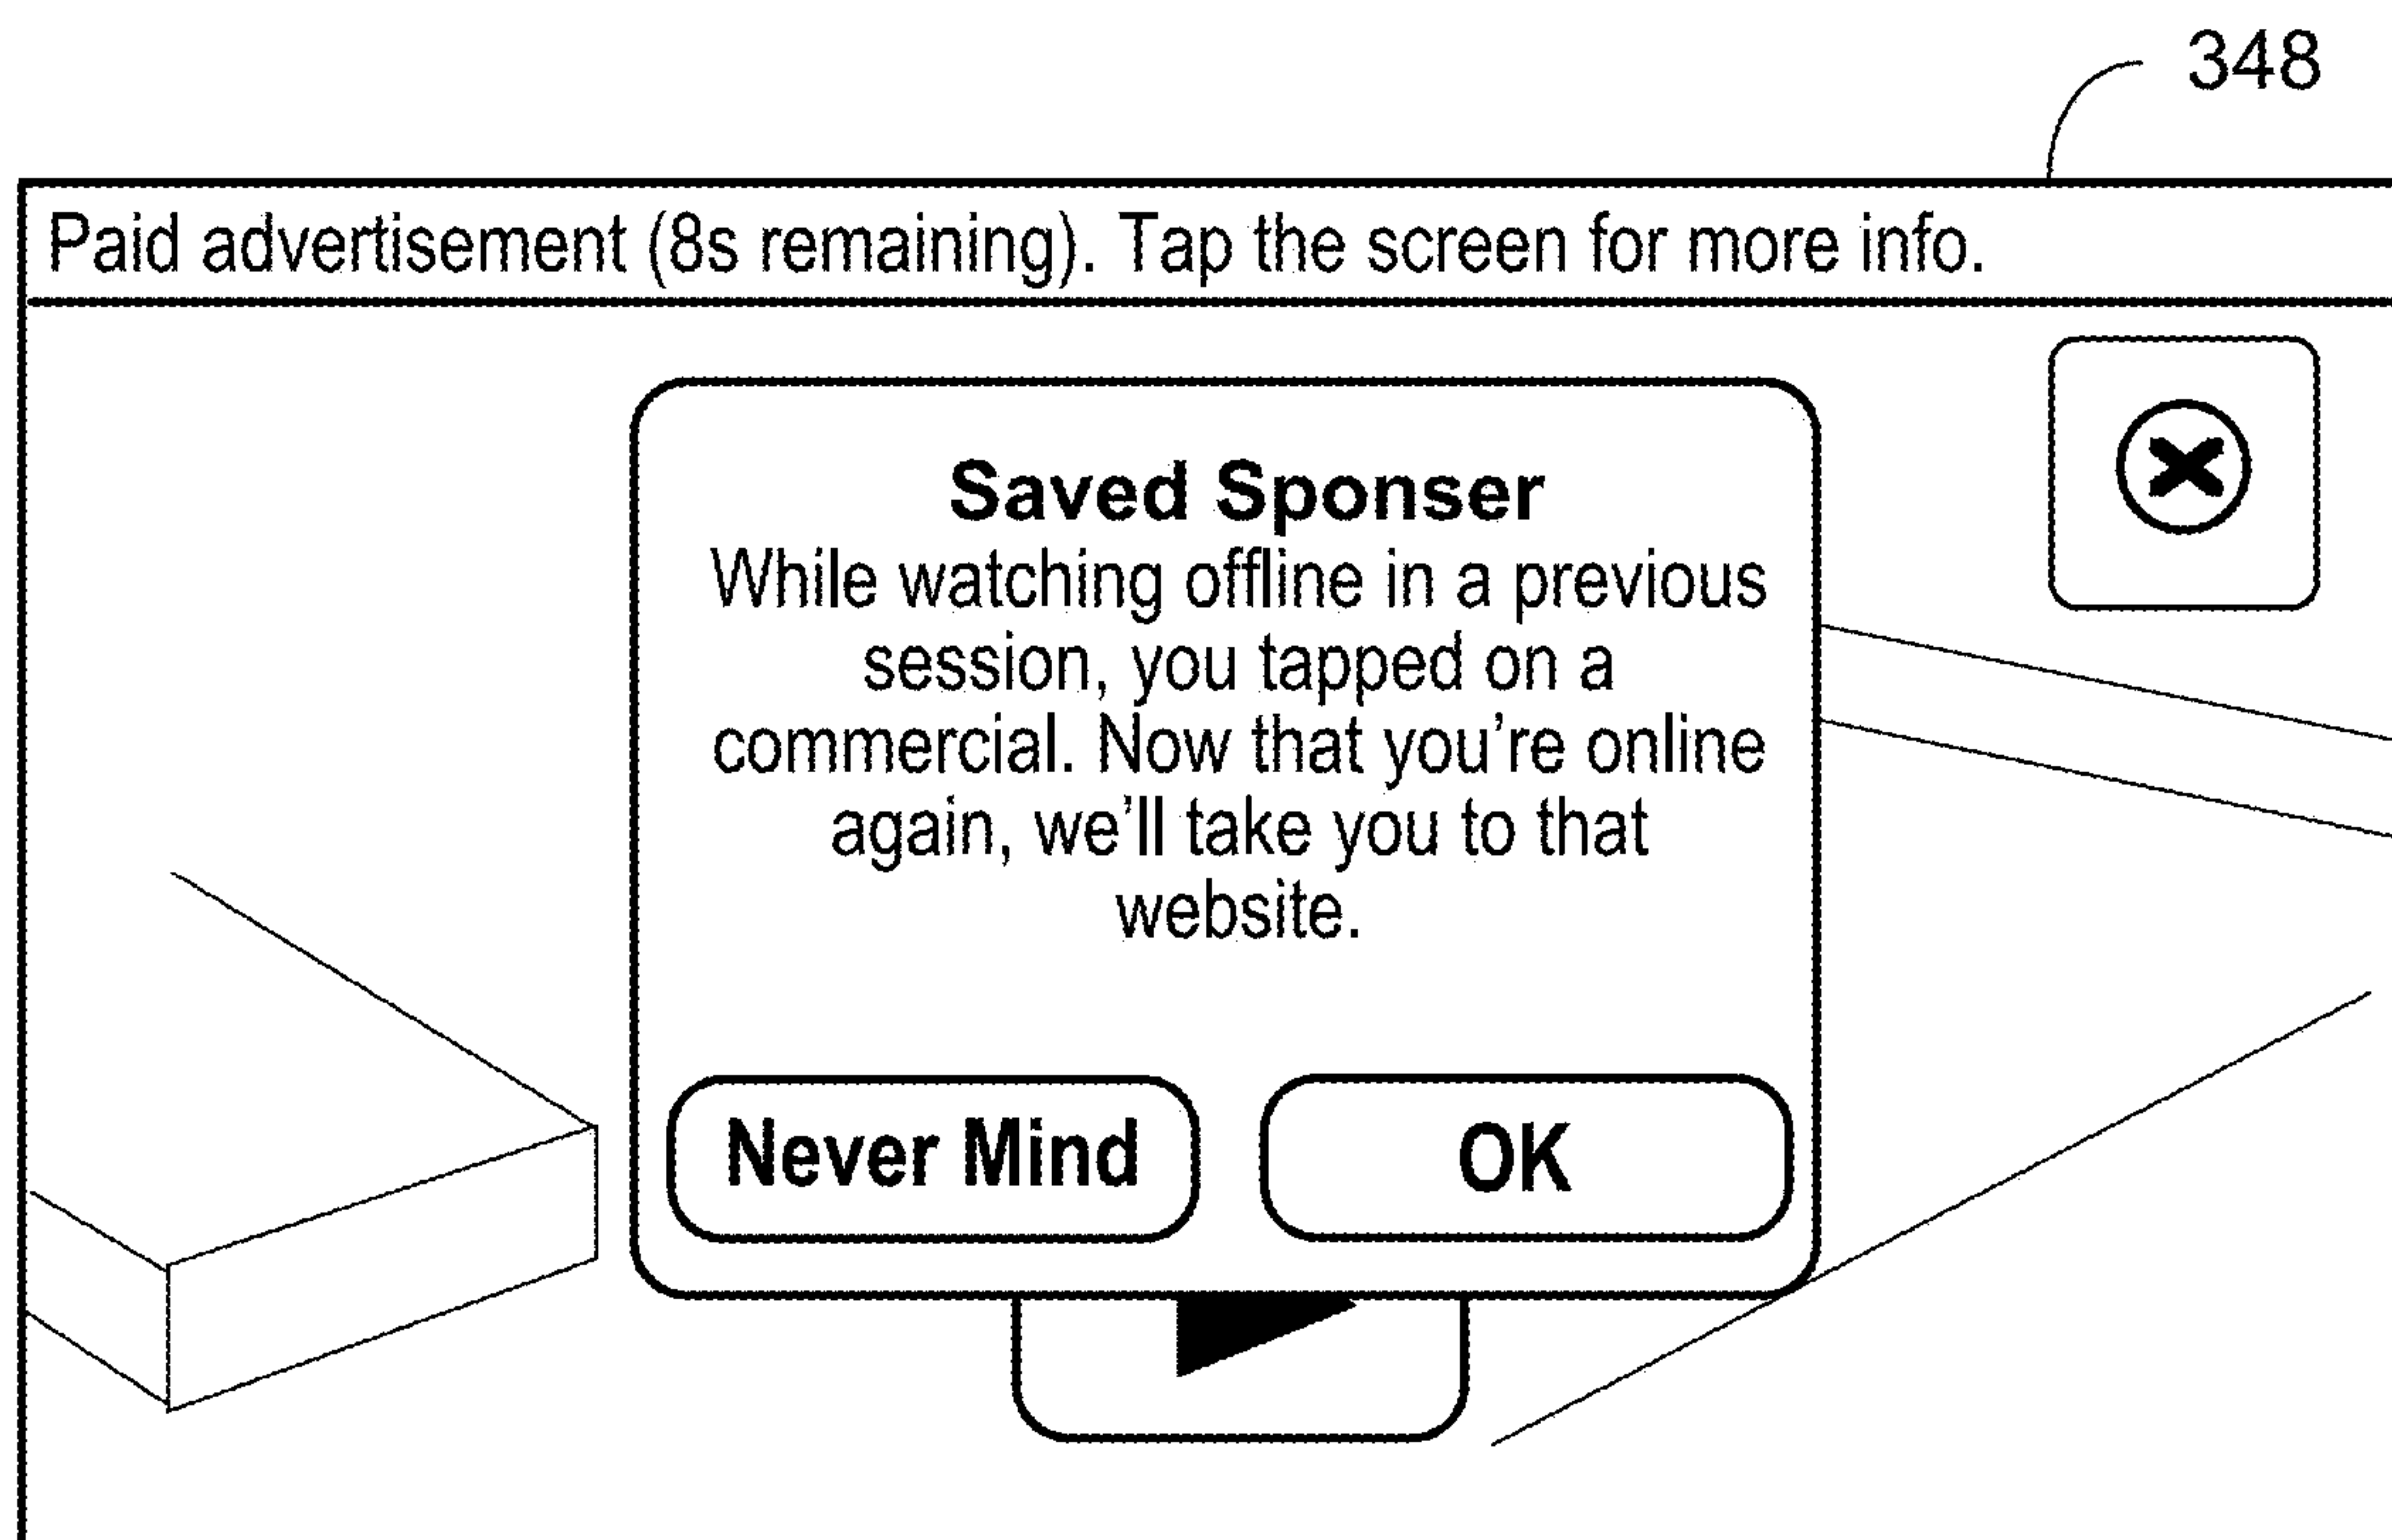 348
Paid advertisement (8s remaining). Tap the screen for more info.
Saved Sponser
While watching offline in a previous
session, you tapped on a
commercial. Now that you're online
again, we'll take you to that
website.
Never Mind
OK